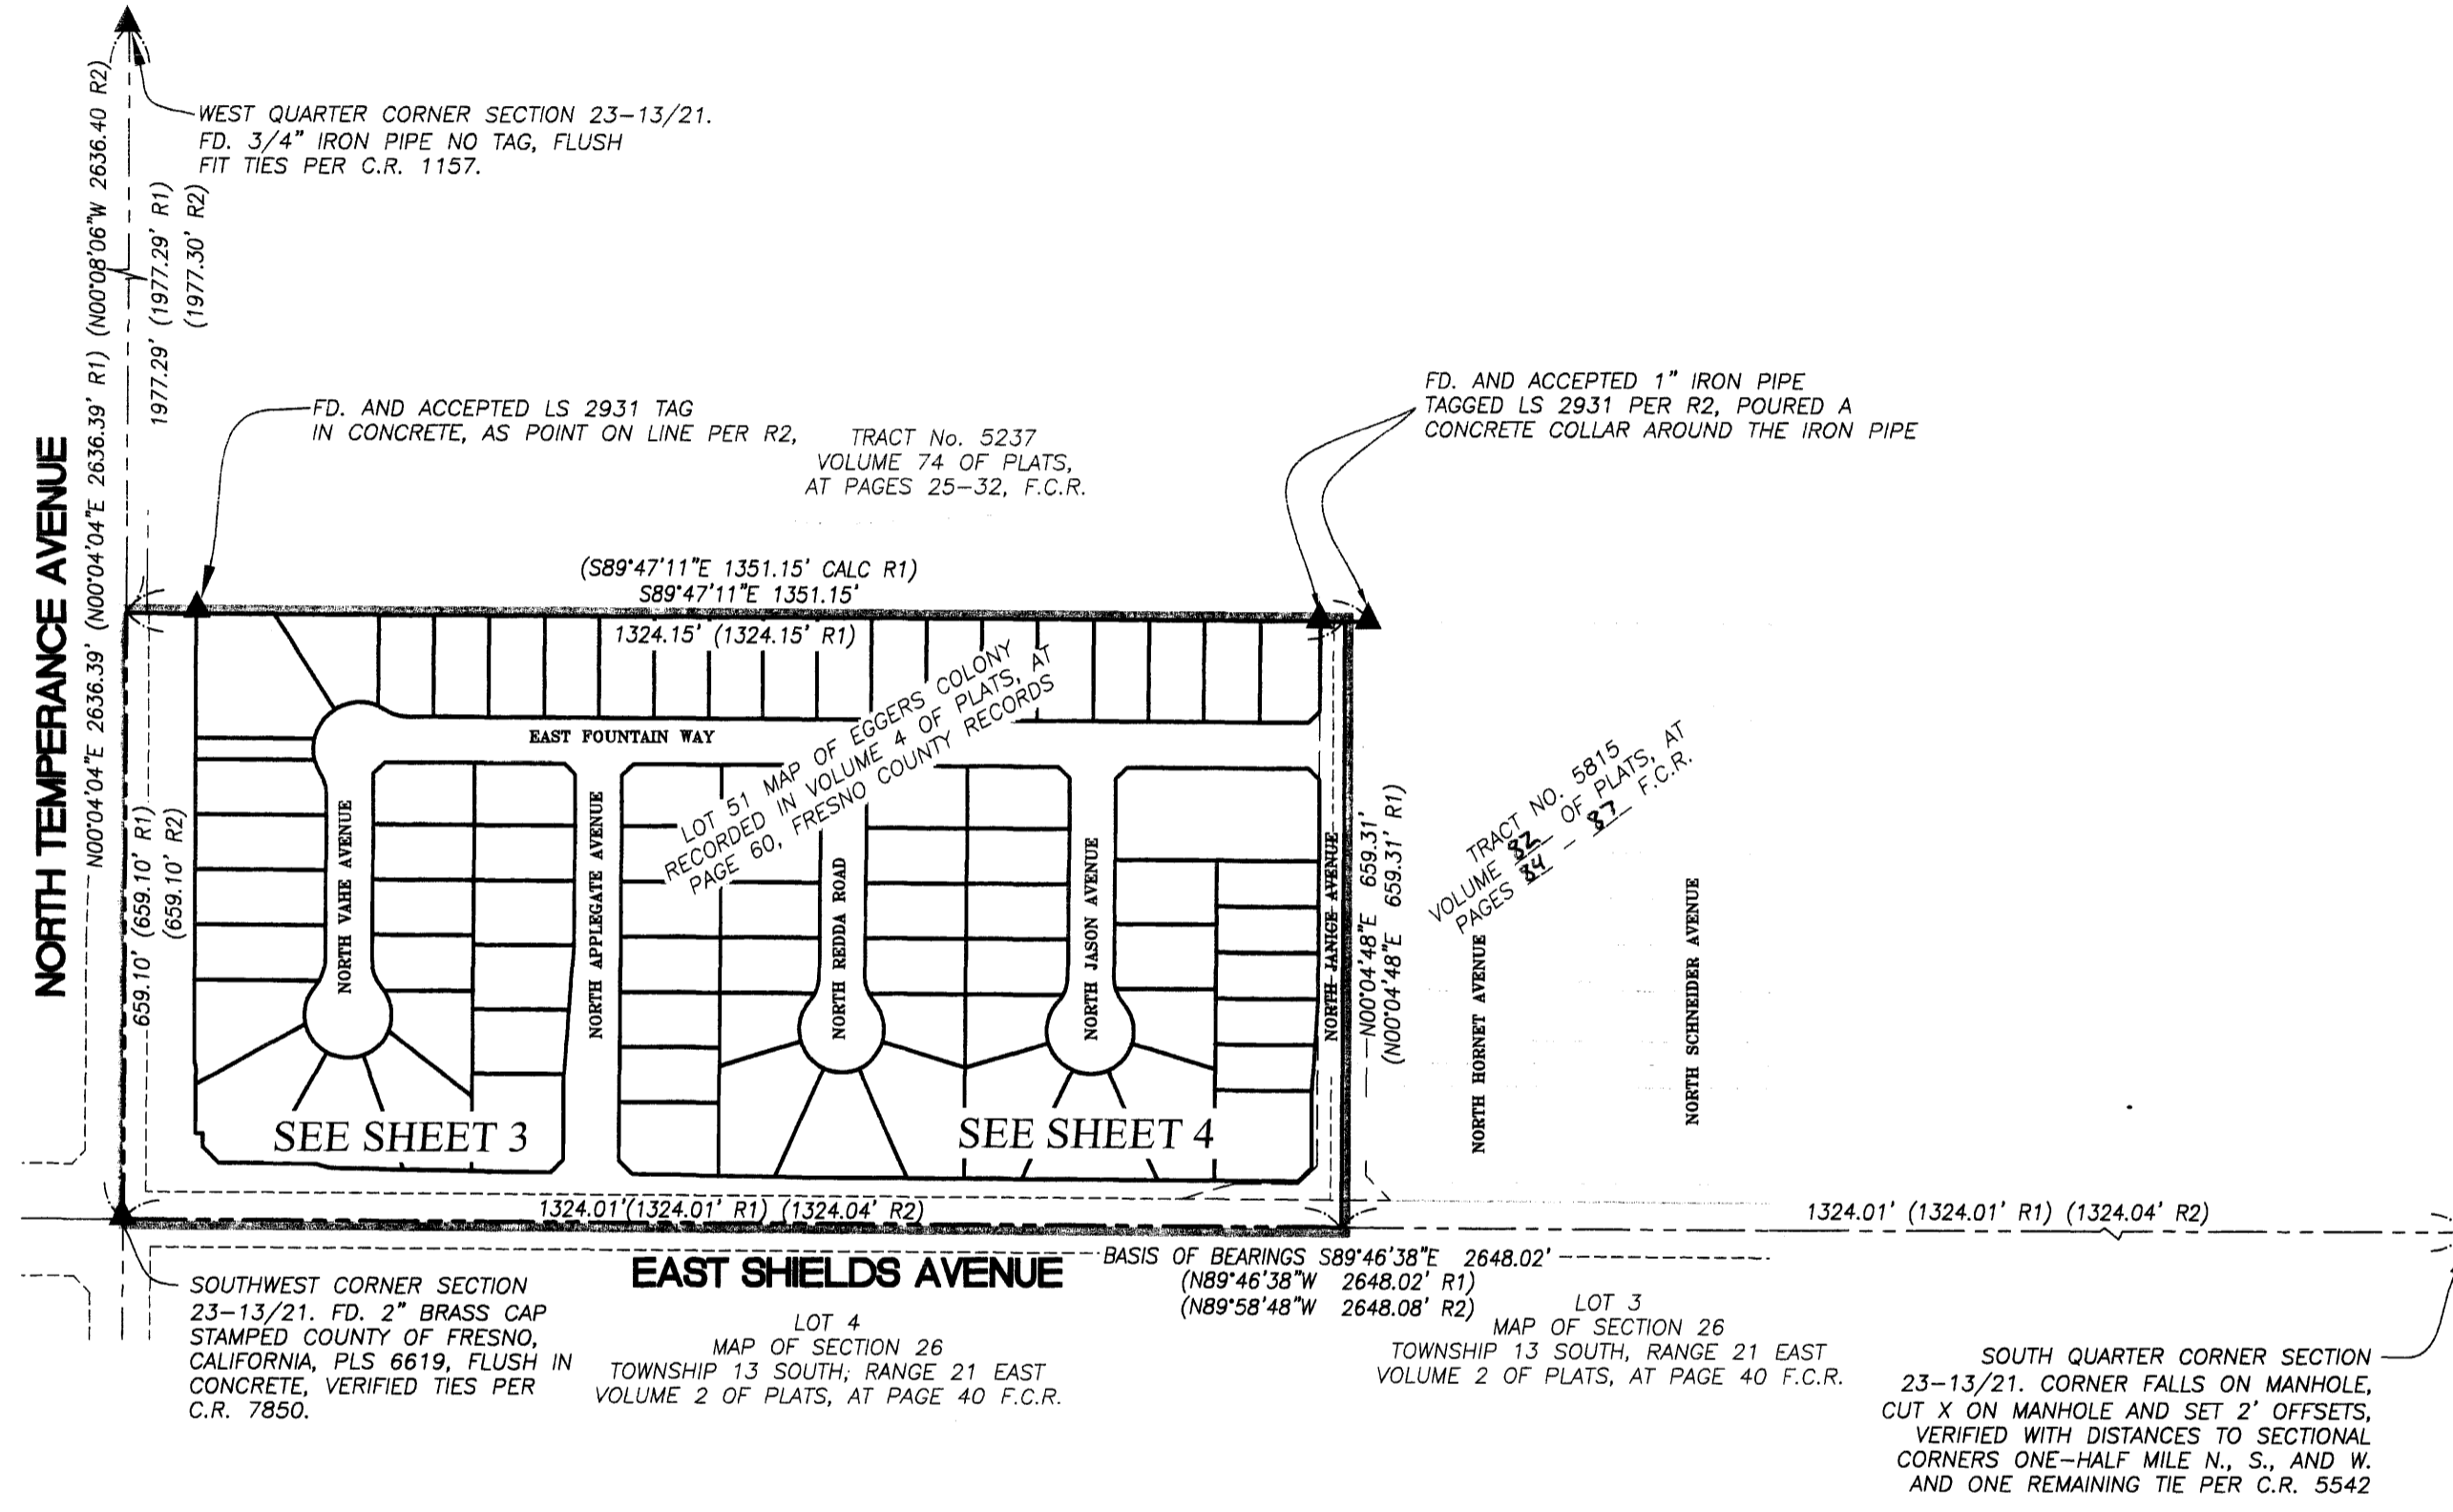 WEST QUARTER CORNER SECTION 23-13/21.
FD. 3/4" IRON PIPE NO TAG, FLUSH
FIT TIES PER C.R. 1157.
NORTH TEMPERANCE AVENUE
N00°04'04"E 2636.39' (N00°04'04"E 2636.39' R1) (N00°08'06"W 2636.40 R2)
1977.29' (1977.29' R1)
(1977.30' R2)
FD. AND ACCEPTED LS 2931 TAG
IN CONCRETE, AS POINT ON LINE PER R2,
TRACT No. 5237
VOLUME 74 OF PLATS,
AT PAGES 25-32, F.C.R.
FD. AND ACCEPTED 1" IRON PIPE
TAGGED LS 2931 PER R2, POURED A
CONCRETE COLLAR AROUND THE IRON PIPE
(S89°47'11"E 1351.15' CALC R1)
S89°47'11"E 1351.15'
1324.15' (1324.15' R1)
LOT 51 MAP OF EGGERS COLONY
RECORDED IN VOLUME 4 OF PLATS, AT
PAGE 60, FRESNO COUNTY RECORDS
EAST FOUNTAIN WAY
659.10' (659.10' R1)
(659.10' R2)
NORTH VAHE AVENUE
NORTH APPLEGATE AVENUE
NORTH REDDA ROAD
NORTH JASON AVENUE
NORTH JANICE AVENUE
N00°04'48"E 659.31'
(N00°04'48"E 659.31' R1)
TRACT NO. 5815
VOLUME 82 OF PLATS, AT
PAGES 84 - 87 F.C.R.
NORTH HORNET AVENUE
NORTH SCHNEIDER AVENUE
SEE SHEET 3
SEE SHEET 4
1324.01'(1324.01' R1) (1324.04' R2)
1324.01' (1324.01' R1) (1324.04' R2)
EAST SHIELDS AVENUE
BASIS OF BEARINGS S89°46'38"E 2648.02'
(N89°46'38"W 2648.02' R1)
(N89°58'48"W 2648.08' R2)
SOUTHWEST CORNER SECTION
23-13/21. FD. 2" BRASS CAP
STAMPED COUNTY OF FRESNO,
CALIFORNIA, PLS 6619, FLUSH IN
CONCRETE, VERIFIED TIES PER
C.R. 7850.
LOT 4
MAP OF SECTION 26
TOWNSHIP 13 SOUTH; RANGE 21 EAST
VOLUME 2 OF PLATS, AT PAGE 40 F.C.R.
LOT 3
MAP OF SECTION 26
TOWNSHIP 13 SOUTH, RANGE 21 EAST
VOLUME 2 OF PLATS, AT PAGE 40 F.C.R.
SOUTH QUARTER CORNER SECTION
23-13/21. CORNER FALLS ON MANHOLE,
CUT X ON MANHOLE AND SET 2' OFFSETS,
VERIFIED WITH DISTANCES TO SECTIONAL
CORNERS ONE-HALF MILE N., S., AND W.
AND ONE REMAINING TIE PER C.R. 5542